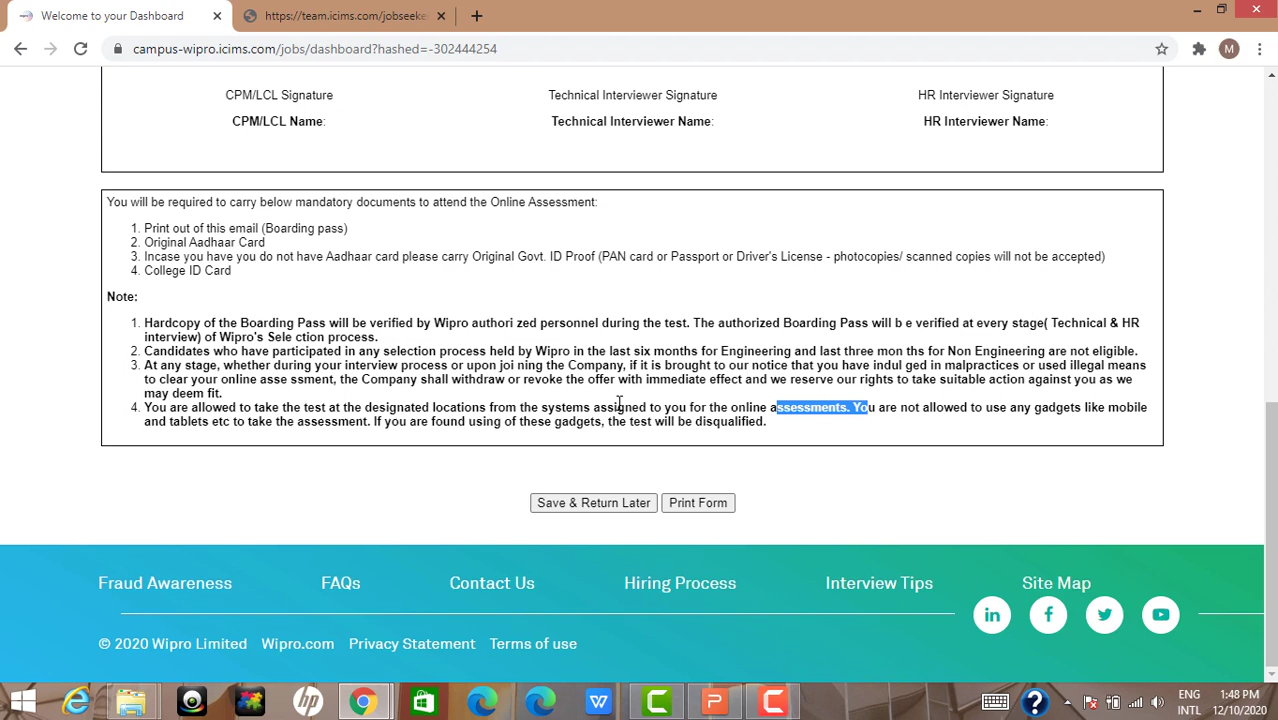 Welcome to your Dashboard
https://team.icims.com/jobseeke
campus-wipro.icims.com/jobs/dashboard?hashed=-302444254
M
CPM/LCL Signature Technical Interviewer Signature HR Interviewer Signature
CPM/LCL Name: Technical Interviewer Name: HR Interviewer Name:
You will be required to carry below mandatory documents to attend the Online Assessment:
1. Print out of this email (Boarding pass)
2. Original Aadhaar Card
3. Incase you have you do not have Aadhaar card please carry Original Govt. ID Proof (PAN card or Passport or Driver's License - photocopies/ scanned copies will not be accepted)
4. College ID Card
Note:
1. Hardcopy of the Boarding Pass will be verified by Wipro authori zed personnel during the test. The authorized Boarding Pass will b e verified at every stage( Technical & HR
interview) of Wipro's Sele ction process.
2. Candidates who have participated in any selection process held by Wipro in the last six months for Engineering and last three mon ths for Non Engineering are not eligible.
3. At any stage, whether during your interview process or upon joi ning the Company, if it is brought to our notice that you have indul ged in malpractices or used illegal means
to clear your online asse ssment, the Company shall withdraw or revoke the offer with immediate effect and we reserve our rights to take suitable action against you as we
may deem fit.
4. You are allowed to take the test at the designated locations from the systems assigned to you for the online assessments. You are not allowed to use any gadgets like mobile
and tablets etc to take the assessment. If you are found using of these gadgets, the test will be disqualified.
Save & Return Later Print Form
Fraud Awareness FAQs Contact Us Hiring Process Interview Tips Site Map
© 2020 Wipro Limited Wipro.com Privacy Statement Terms of use
ENG 1:48 PM
INTL 12/10/2020